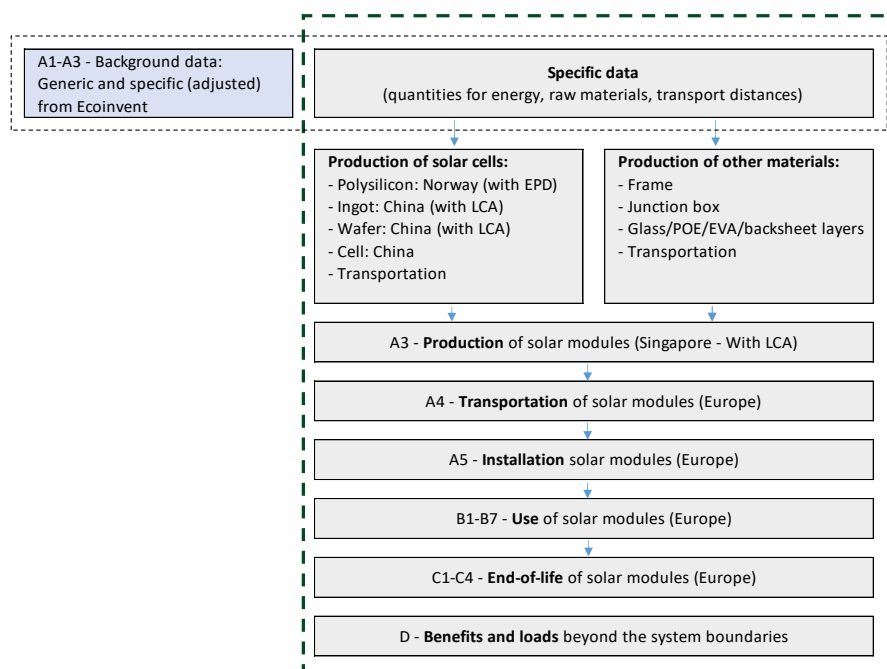 A1-A3 - Background data:
Generic and specific (adjusted)
from Ecoinvent
Specific data
(quantities for energy, raw materials, transport distances)
Production of solar cells:
- Polysilicon: Norway (with EPD)
- Ingot: China (with LCA)
- Wafer: China (with LCA)
- Cell: China
- Transportation
Production of other materials:
- Frame
- Junction box
- Glass/POE/EVA/backsheet layers
- Transportation
A3 - Production of solar modules (Singapore - With LCA)
A4 - Transportation of solar modules (Europe)
A5 - Installation solar modules (Europe)
B1-B7 - Use of solar modules (Europe)
C1-C4 - End-of-life of solar modules (Europe)
D - Benefits and loads beyond the system boundaries